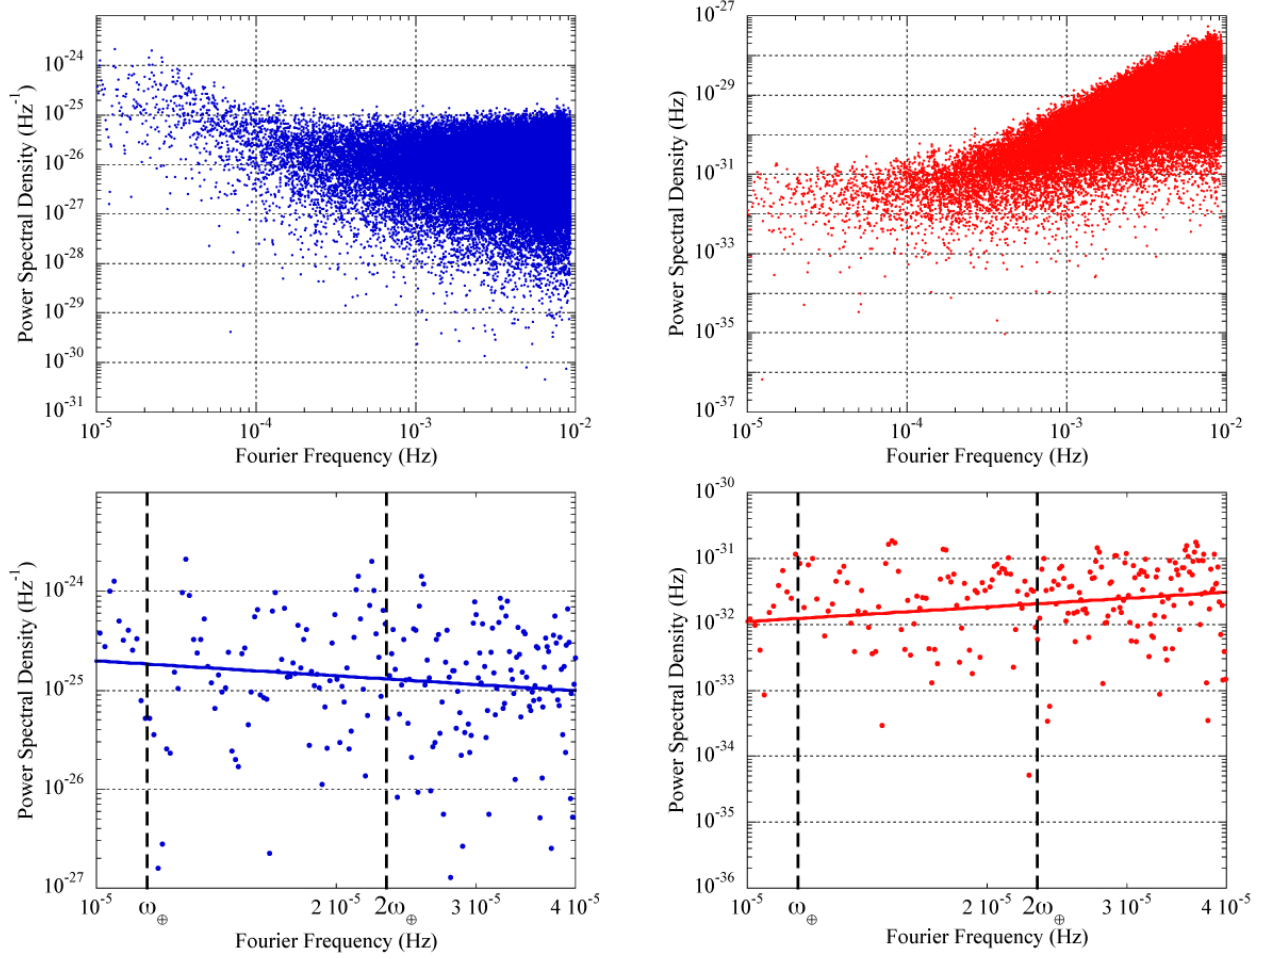 10⁻²⁴
10⁻²⁵
10⁻²⁶
10⁻²⁷
10⁻²⁸
10⁻²⁹
10⁻³⁰
10⁻³¹
Power Spectral Density (Hz⁻¹)
10⁻⁵ 10⁻⁴ 10⁻³ 10⁻²
Fourier Frequency (Hz)
10⁻²⁷
10⁻²⁹
10⁻³¹
10⁻³³
10⁻³⁵
10⁻³⁷
Power Spectral Density (Hz)
10⁻⁵ 10⁻⁴ 10⁻³ 10⁻²
Fourier Frequency (Hz)
10⁻²⁴
10⁻²⁵
10⁻²⁶
10⁻²⁷
Power Spectral Density (Hz⁻¹)
10⁻⁵ ω⊕ 2 10⁻⁵ 2ω⊕ 3 10⁻⁵ 4 10⁻⁵
Fourier Frequency (Hz)
10⁻³⁰
10⁻³¹
10⁻³²
10⁻³³
10⁻³⁴
10⁻³⁵
10⁻³⁶
Power Spectral Density (Hz)
10⁻⁵ ω⊕ 2 10⁻⁵ 2ω⊕ 3 10⁻⁵ 4 10⁻⁵
Fourier Frequency (Hz)